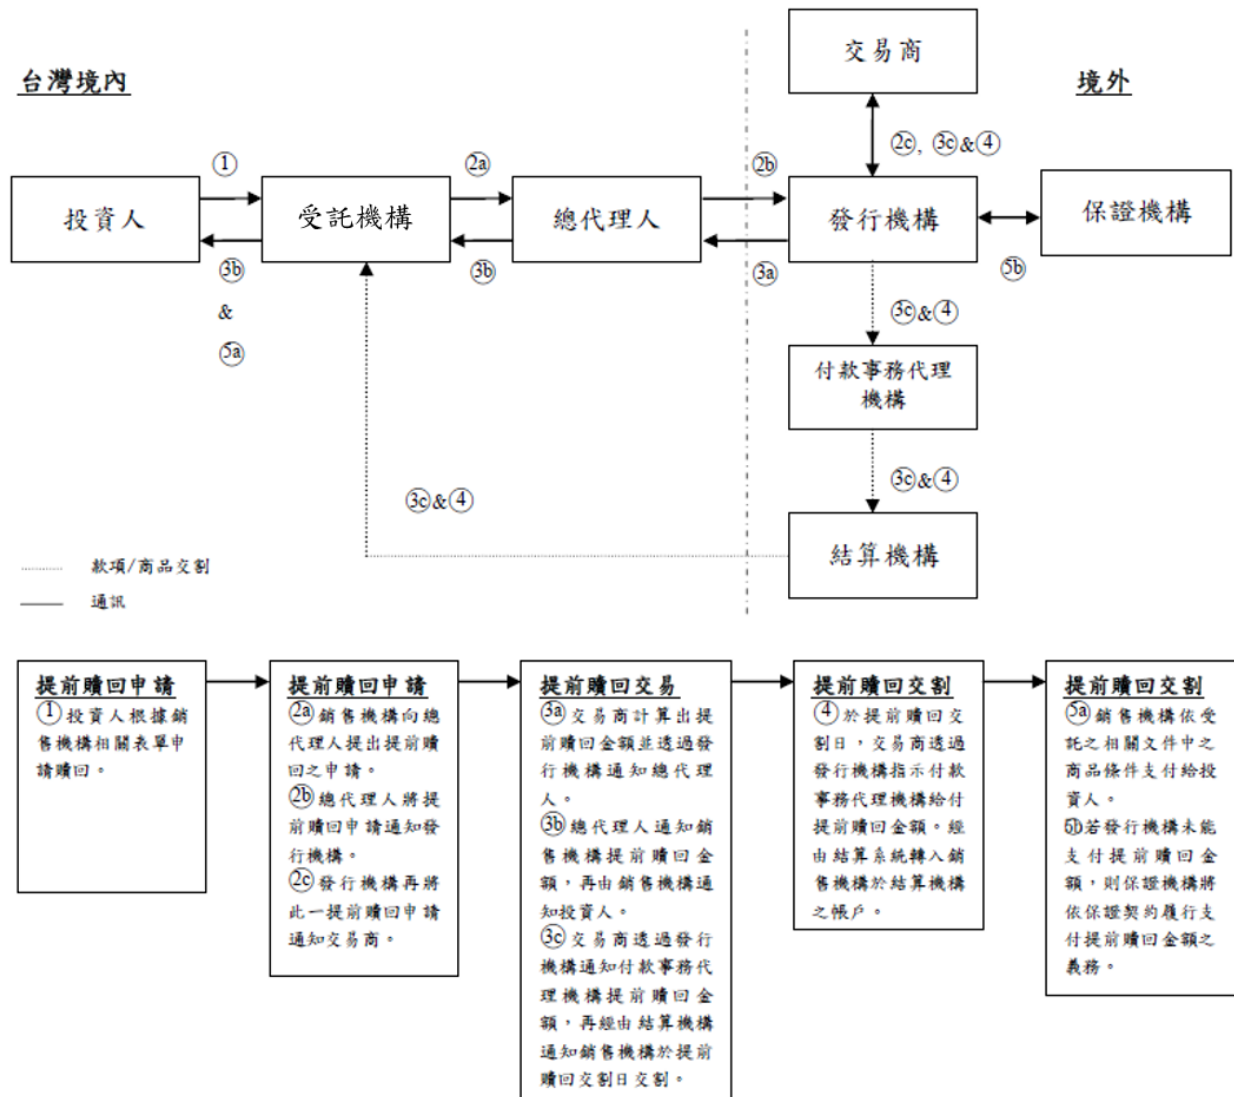 台灣境內
境外
交易商
②c, ③c&④
①
②a
②b
投資人
受託機構
總代理人
發行機構
保證機構
③b
&
⑤a
③b
③a
⑤b
③c&④
付款事務代理
機構
③c&④
③c&④
結算機構
款項/商品交割
通訊
提前贖回申請
①投資人根據銷
售機構相關表單申
請贖回。
提前贖回申請
②a銷售機構向總
代理人提出提前贖
回之申請。
②b總代理人將提
前贖回申請通知發
行機構。
②c發行機構再將
此一提前贖回申請
通知交易商。
提前贖回交易
③a交易商計算出提
前贖回金額並透過發
行機構通知總代理
人。
③b總代理人通知銷
售機構提前贖回金
額，再由銷售機構通
知投資人。
③c交易商透過發行
機構通知付款事務代
理機構提前贖回金
額，再經由結算機構
通知銷售機構於提前
贖回交割日交割。
提前贖回交割
④於提前贖回交
割日，交易商透過
發行機構指示付款
事務代理機構給付
提前贖回金額。經
由結算系統轉入銷
售機構於結算機構
之帳戶。
提前贖回交割
⑤a銷售機構依受
託之相關文件中之
商品條件支付給投
資人。
⑤b若發行機構未能
支付提前贖回金
額，則保證機構將
依保證契約履行支
付提前贖回金額之
義務。